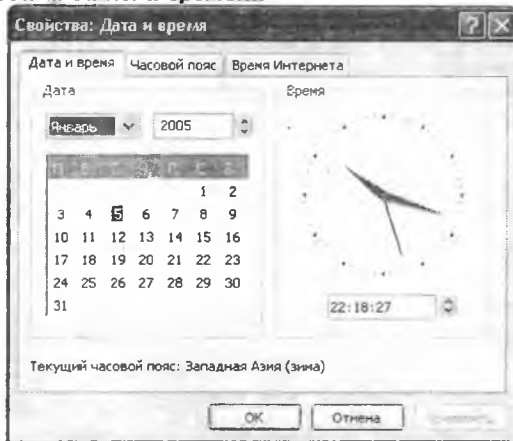 Свойства: Дата и время
Дата и время Часовой пояс Время Интернета
Дата Время
Январь 2005
1 2
3 4 5 6 7 8 9
10 11 12 13 14 15 16
17 18 19 20 21 22 23
24 25 26 27 28 29 30
31
22:18:27
Текущий часовой пояс: Западная Азия (зима)
ОК Отмена